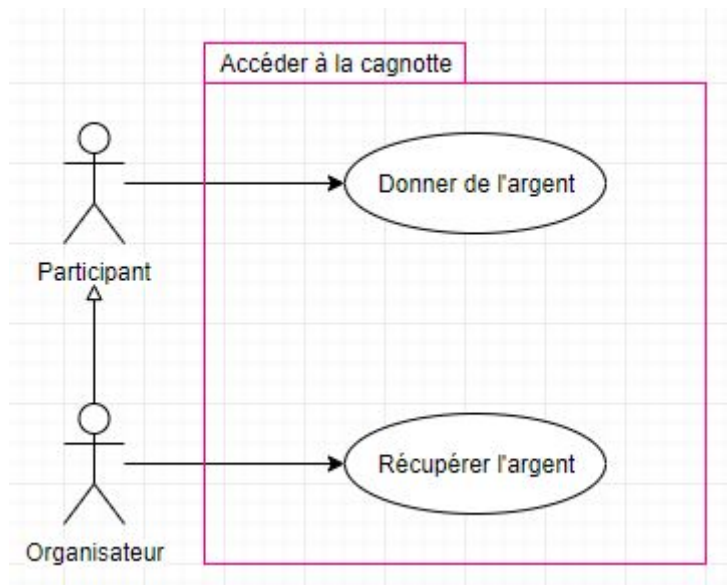 Accéder à la cagnotte
Donner de l'argent
Participant
Récupérer l'argent
Organisateur